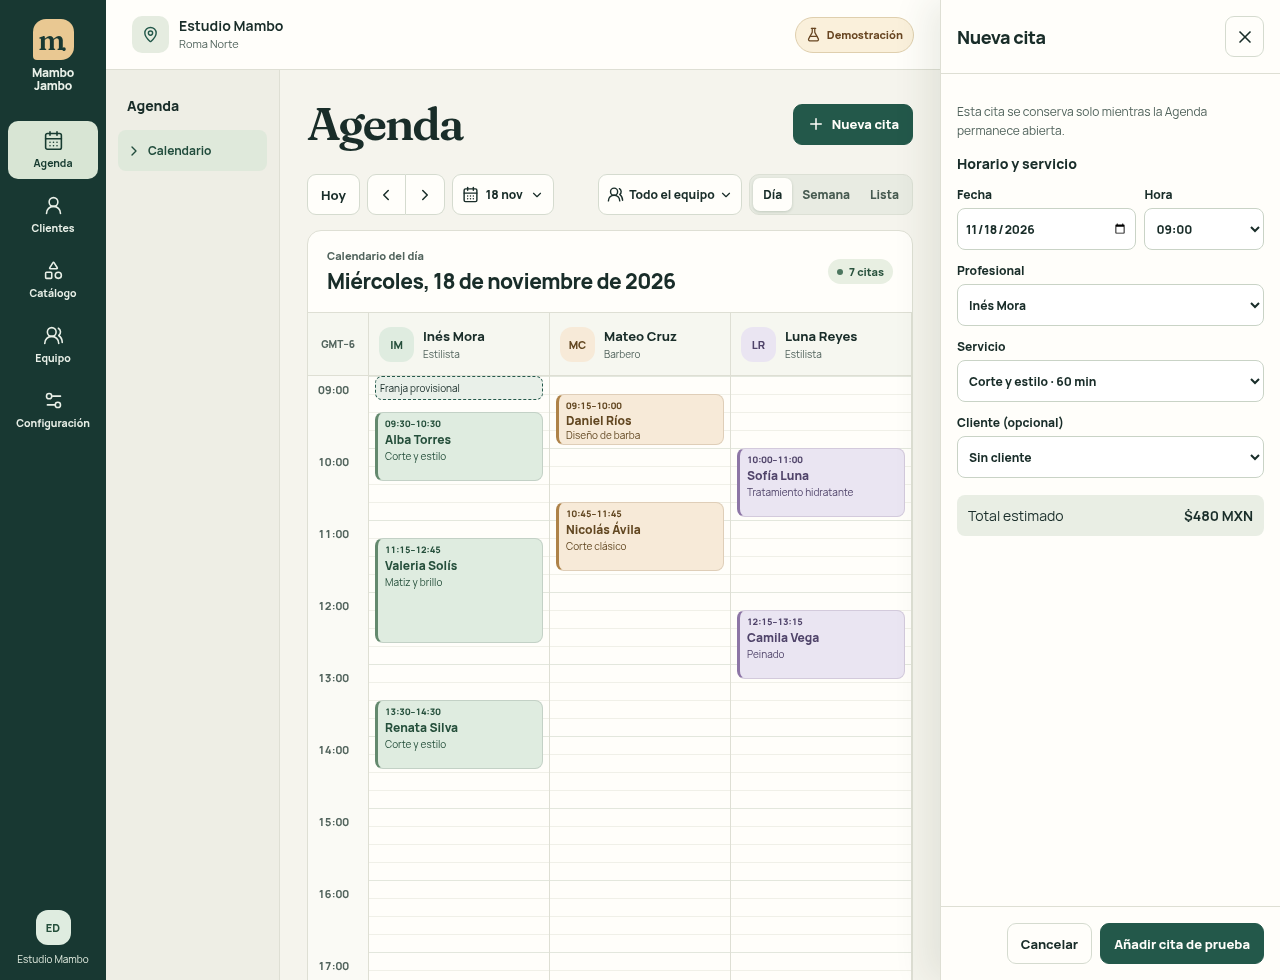 m.
Mambo
Jambo
Agenda
Clientes
Catálogo
Equipo
Configuración
ED
Estudio Mambo
Estudio Mambo
Roma Norte
Demostración
Agenda
Calendario
Agenda
Nueva cita
Hoy
18 nov
Todo el equipo
Día
Semana
Lista
Calendario del día
Miércoles, 18 de noviembre de 2026
7 citas
GMT-6
IM
Inés Mora
Estilista
MC
Mateo Cruz
Barbero
LR
Luna Reyes
Estilista
09:00
10:00
11:00
12:00
13:00
14:00
15:00
16:00
17:00
Franja provisional
09:30–10:30
Alba Torres
Corte y estilo
11:15–12:45
Valeria Solís
Matiz y brillo
13:30–14:30
Renata Silva
Corte y estilo
09:15–10:00
Daniel Ríos
Diseño de barba
10:45–11:45
Nicolás Ávila
Corte clásico
10:00–11:00
Sofía Luna
Tratamiento hidratante
12:15–13:15
Camila Vega
Peinado
Nueva cita
Esta cita se conserva solo mientras la Agenda
permanece abierta.
Horario y servicio
Fecha
Hora
11/18/2026
09:00
Profesional
Inés Mora
Servicio
Corte y estilo · 60 min
Cliente (opcional)
Sin cliente
Total estimado
$480 MXN
Cancelar
Añadir cita de prueba